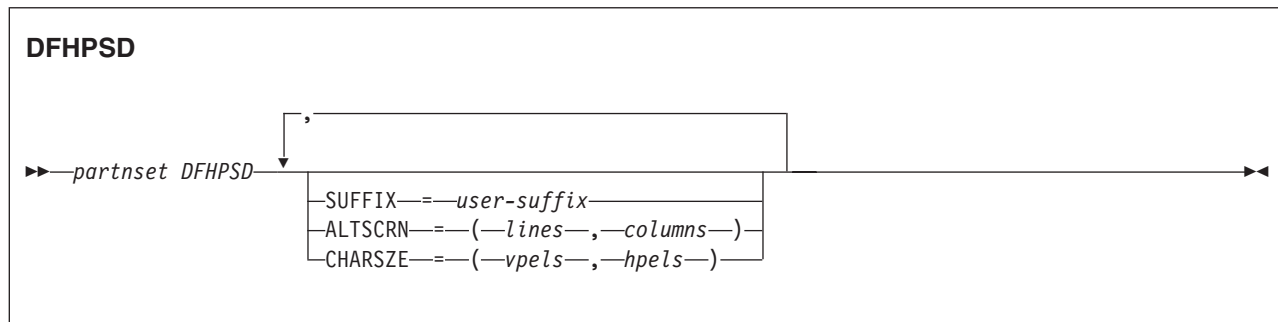 DFHPSD
,
partnset DFHPSD
SUFFIX = user-suffix
ALTSCRN = ( lines , columns )
CHARSZE = ( vpels , hpels )